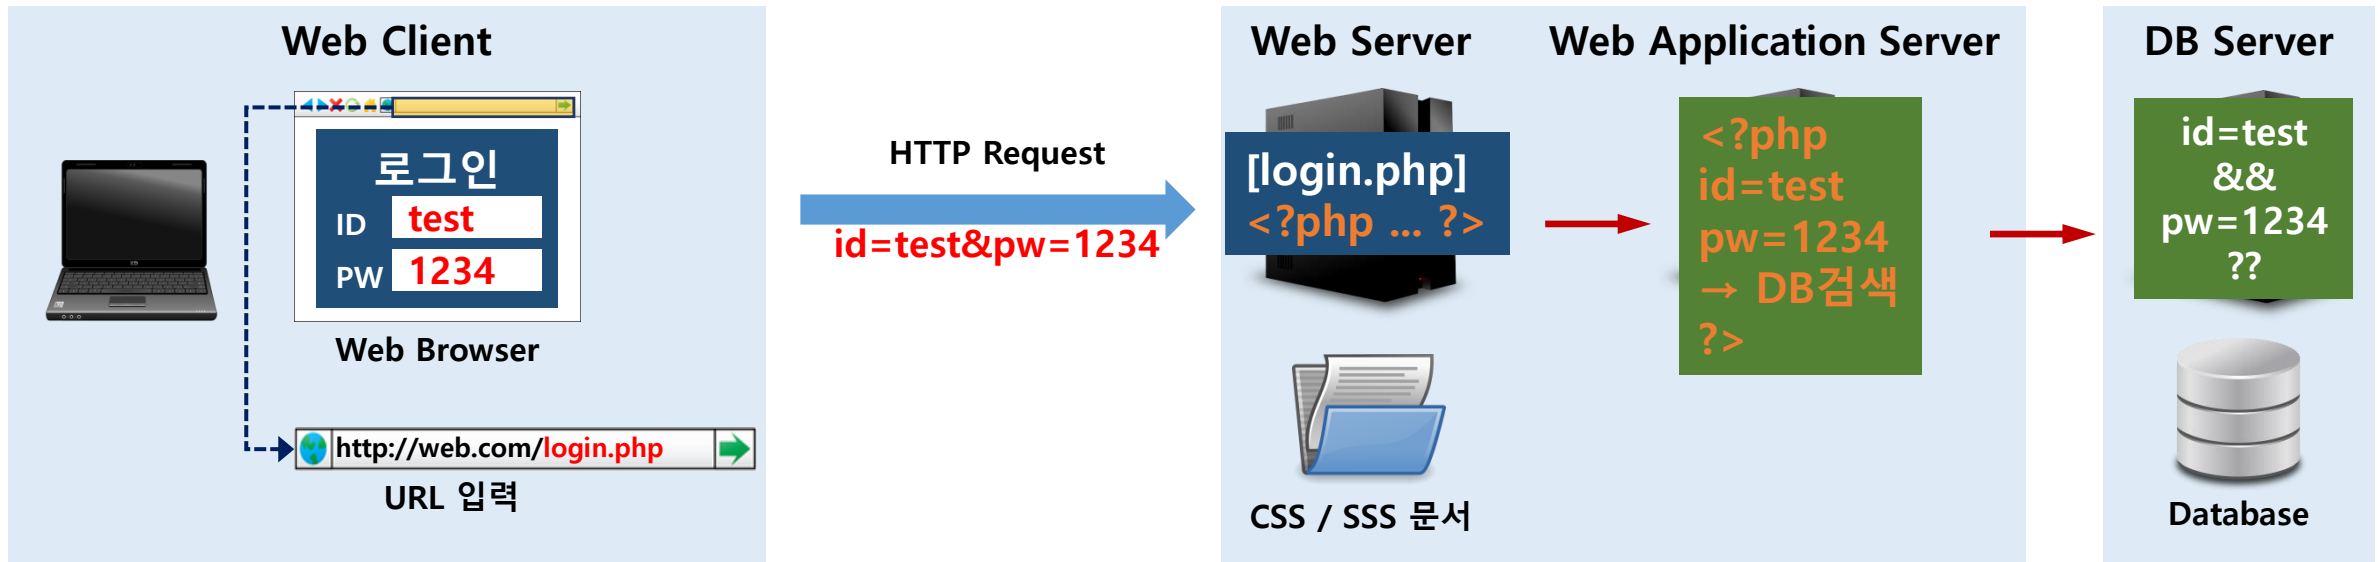 Web Client
로그인
ID test
PW 1234
Web Browser
http://web.com/login.php
URL 입력
HTTP Request
id=test&pw=1234
Web Server
[login.php]
<?php ... ?>
CSS / SSS 문서
Web Application Server
<?php
id=test
pw=1234
→ DB검색
?>
DB Server
id=test
&&
pw=1234
??
Database